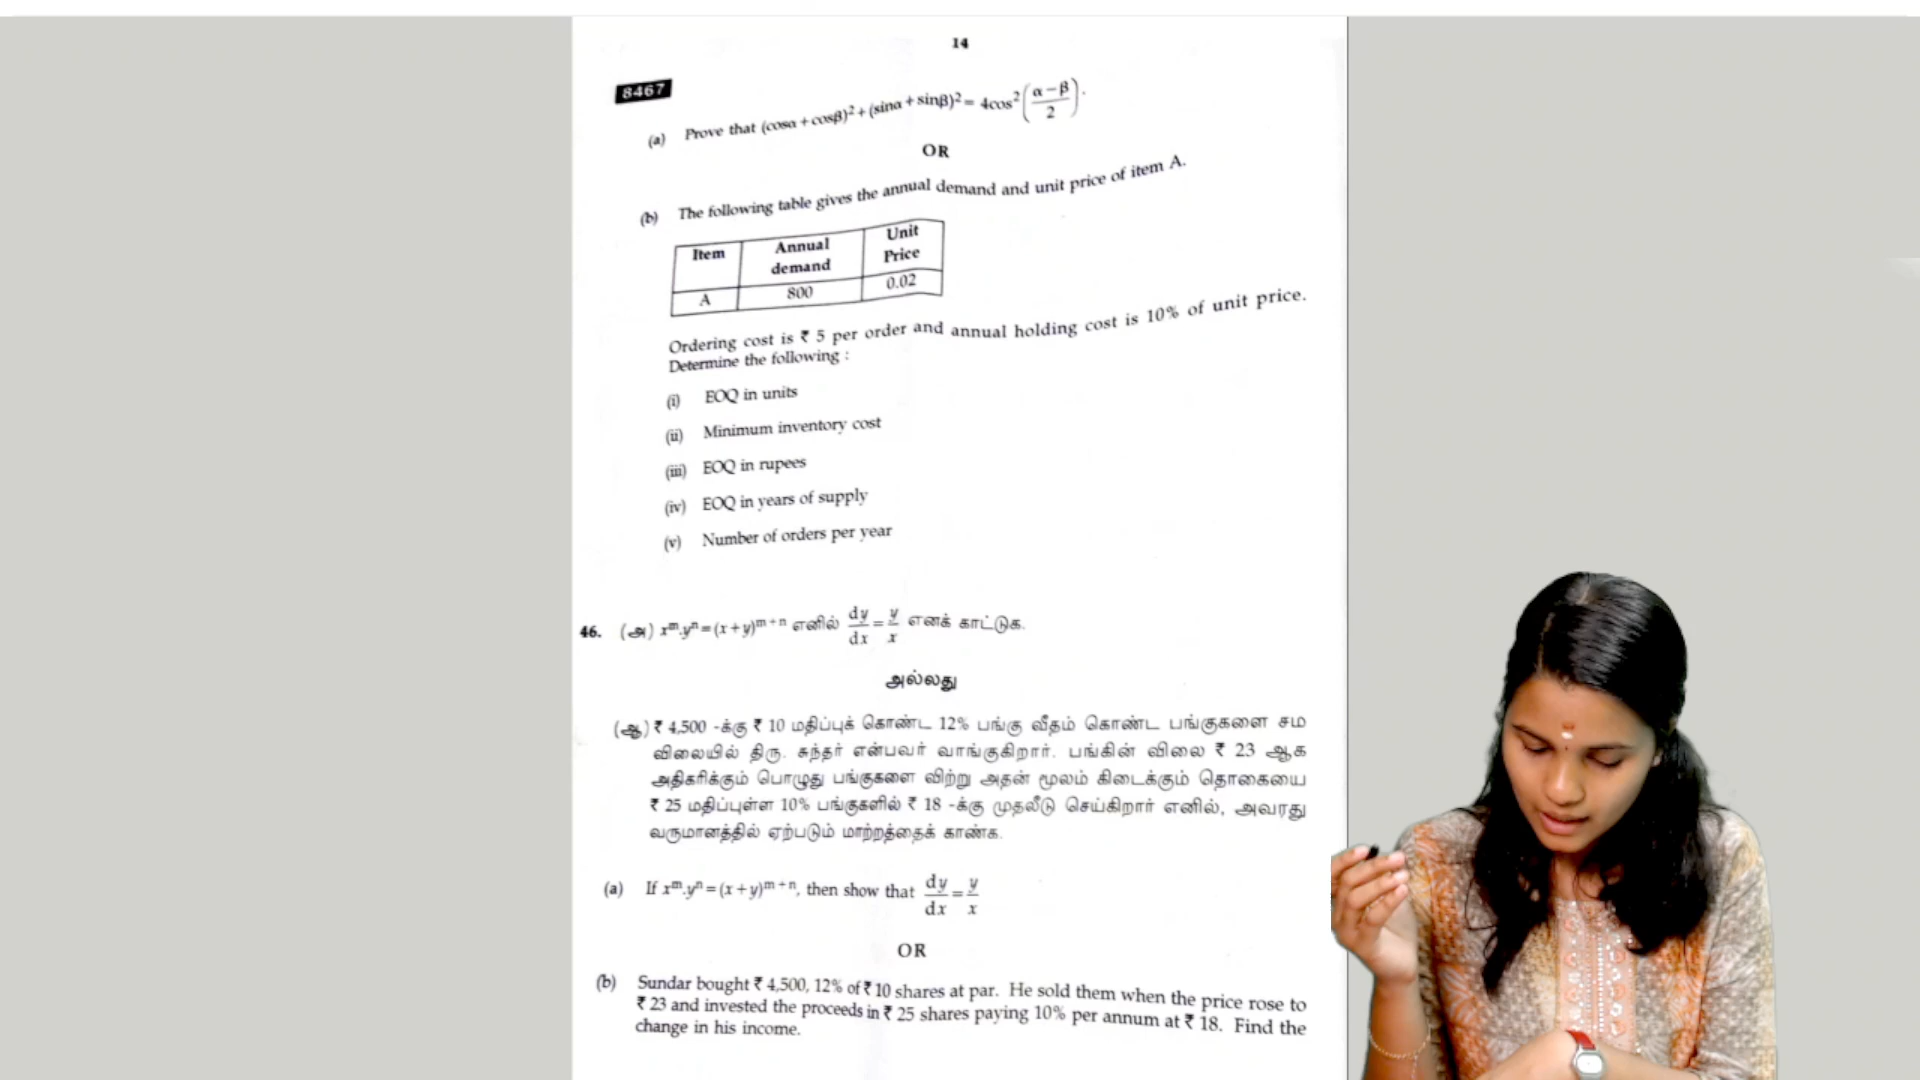 14
8467
(a) Prove that (cosα + cosβ)² + (sinα + sinβ)² = 4cos²((α − β)/2).
OR
(b) The following table gives the annual demand and unit price of item A.
Item | Annual demand | Unit Price
A | 800 | 0.02
Ordering cost is ₹ 5 per order and annual holding cost is 10% of unit price.
Determine the following :
(i) EOQ in units
(ii) Minimum inventory cost
(iii) EOQ in rupees
(iv) EOQ in years of supply
(v) Number of orders per year
46. (அ) xᵐ.yⁿ = (x + y)ᵐ⁺ⁿ எனில் dy/dx = y/x எனக் காட்டுக.
அல்லது
(ஆ) ₹ 4,500 -க்கு ₹ 10 மதிப்புக் கொண்ட 12% பங்கு வீதம் கொண்ட பங்குகளை சம
விலையில் திரு. சுந்தர் என்பவர் வாங்குகிறார். பங்கின் விலை ₹ 23 ஆக
அதிகரிக்கும் பொழுது பங்குகளை விற்று அதன் மூலம் கிடைக்கும் தொகையை
₹ 25 மதிப்புள்ள 10% பங்குகளில் ₹ 18 -க்கு முதலீடு செய்கிறார் எனில், அவரது
வருமானத்தில் ஏற்படும் மாற்றத்தைக் காண்க.
(a) If xᵐ.yⁿ = (x + y)ᵐ⁺ⁿ, then show that dy/dx = y/x
OR
(b) Sundar bought ₹ 4,500, 12% of ₹ 10 shares at par. He sold them when the price rose to
₹ 23 and invested the proceeds in ₹ 25 shares paying 10% per annum at ₹ 18. Find the
change in his income.